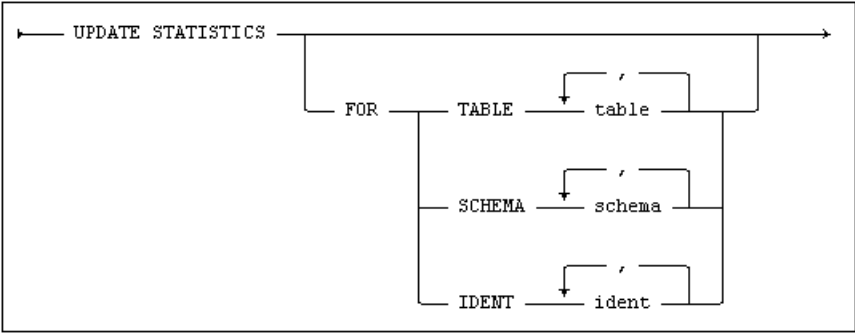 UPDATE STATISTICS
,
FOR TABLE table
,
SCHEMA schema
,
IDENT ident